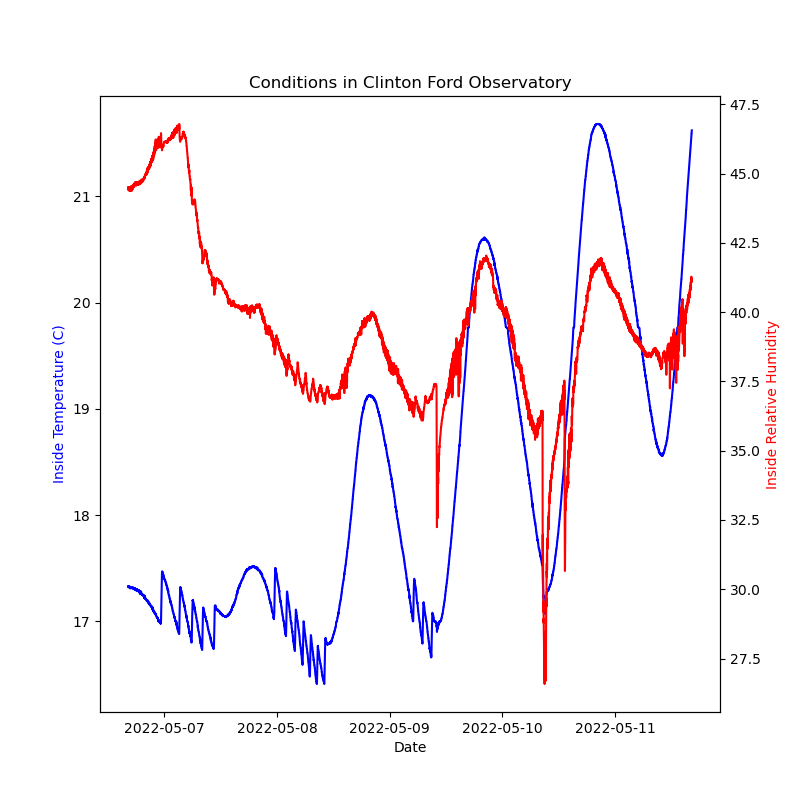 Conditions in Clinton Ford Observatory
47.5
45.0
42.5
40.0
37.5
35.0
32.5
30.0
27.5
21
20
19
18
17
Inside Temperature (C)
Inside Relative Humidity
2022-05-07 2022-05-08 2022-05-09 2022-05-10 2022-05-11
Date